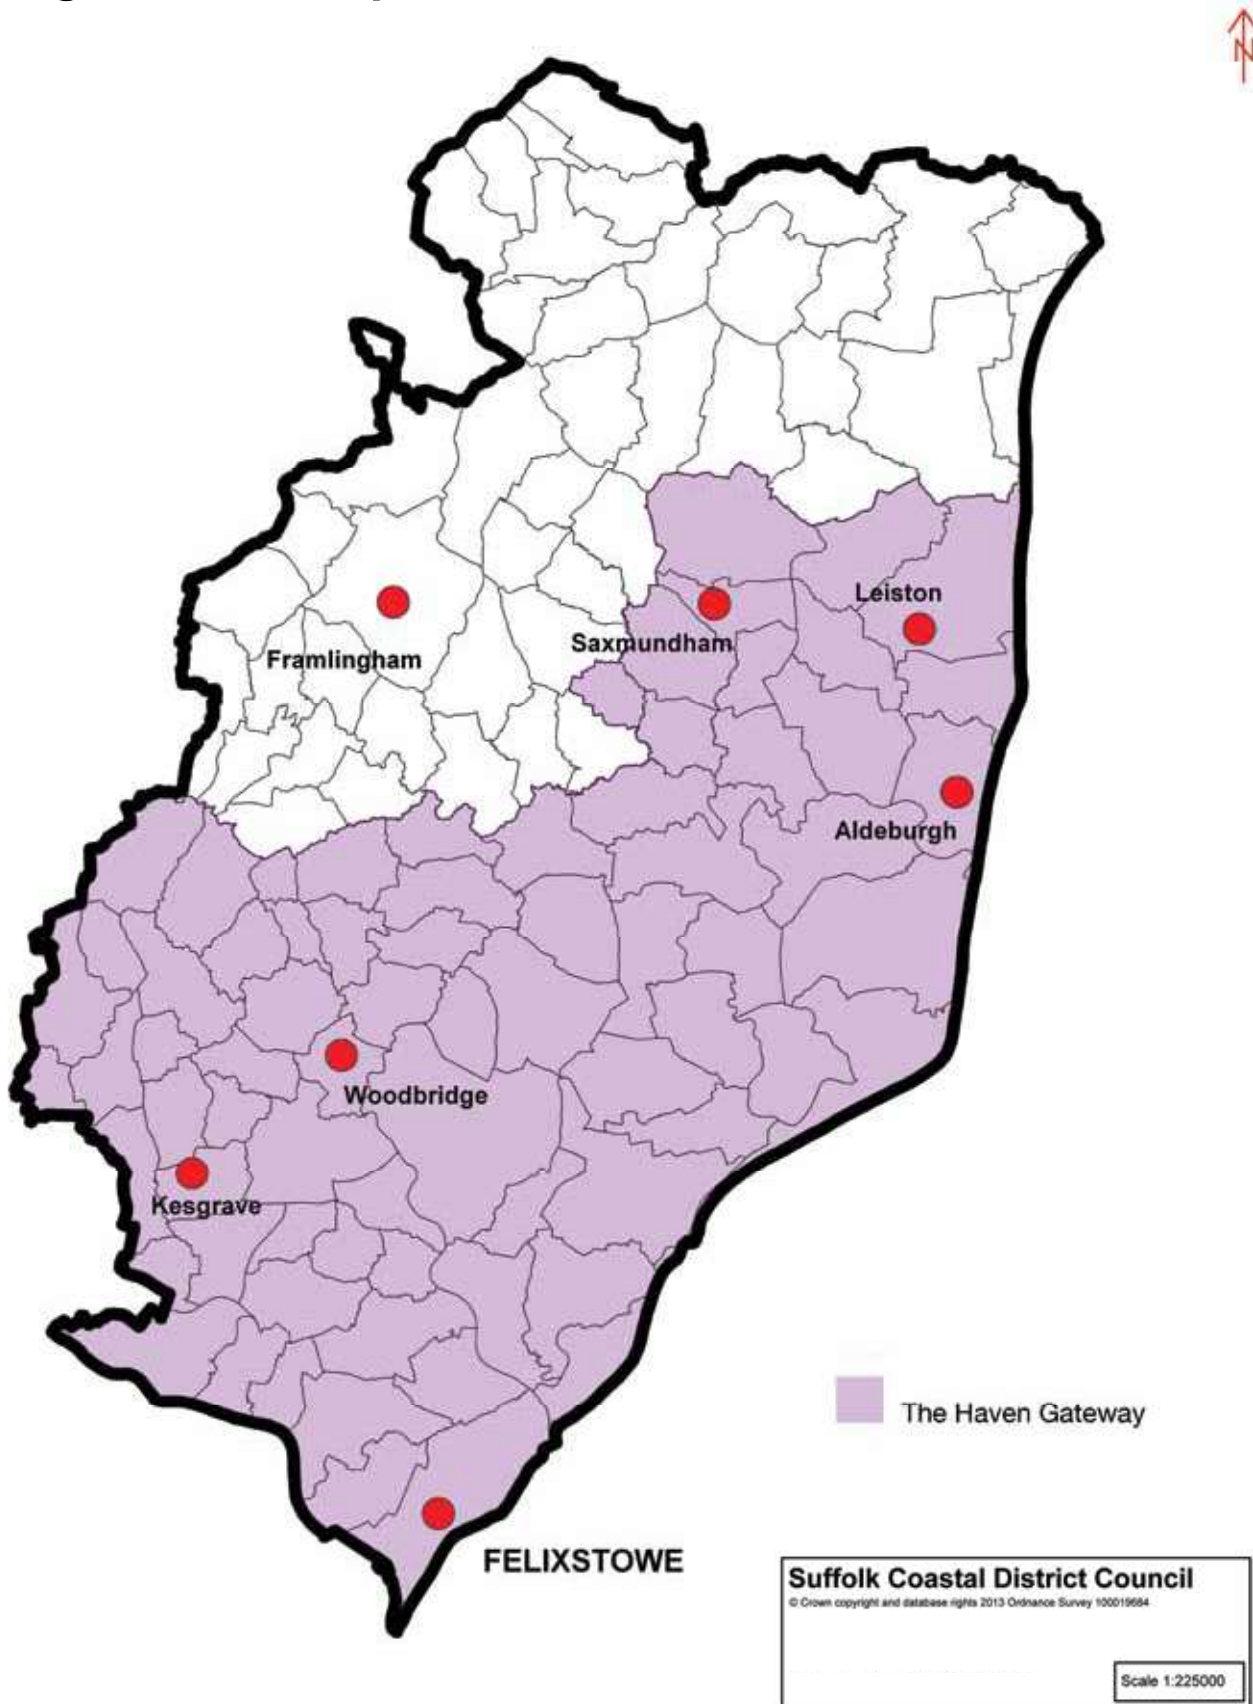 N
Leiston
Saxmundham
Framlingham
Aldeburgh
Woodbridge
Kesgrave
The Haven Gateway
FELIXSTOWE
Suffolk Coastal District Council
© Crown copyright and database rights 2013 Ordnance Survey 100019684
Scale 1:225000